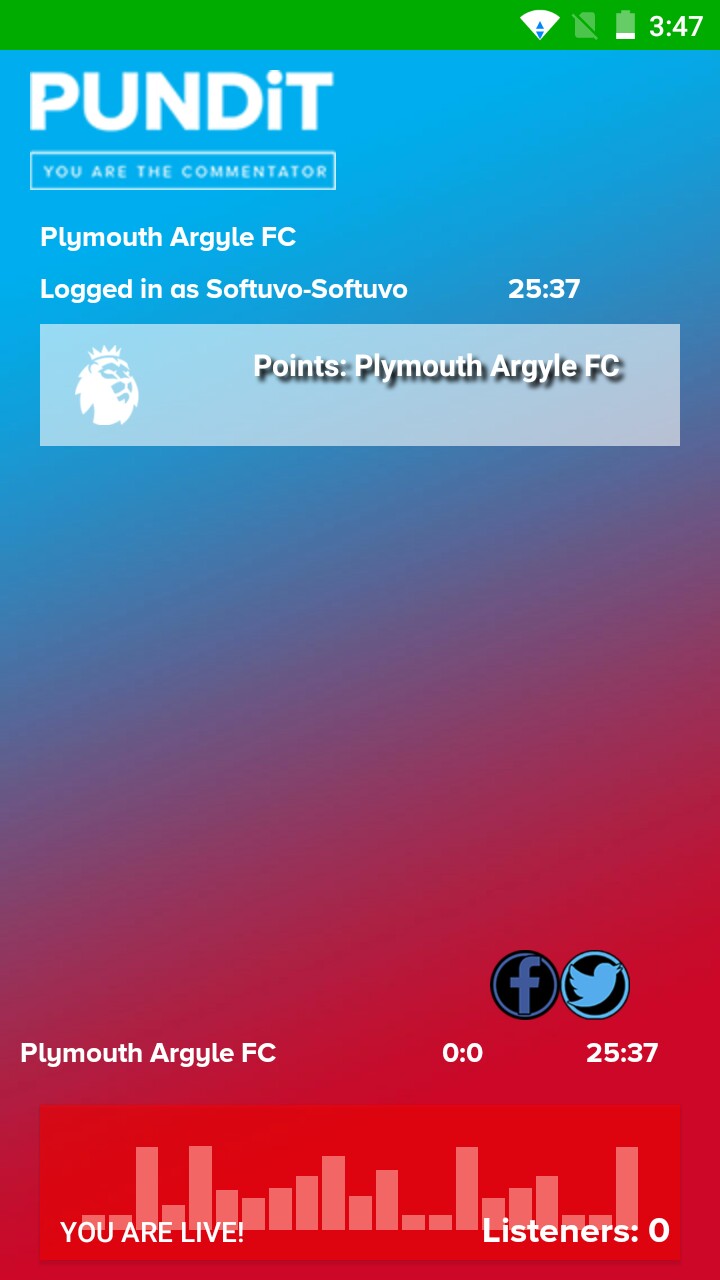 3:47
PUNDiT
YOU ARE THE COMMENTATOR
Plymouth Argyle FC
Logged in as Softuvo-Softuvo 25:37
Points: Plymouth Argyle FC
Plymouth Argyle FC 0:0 25:37
YOU ARE LIVE! Listeners: 0